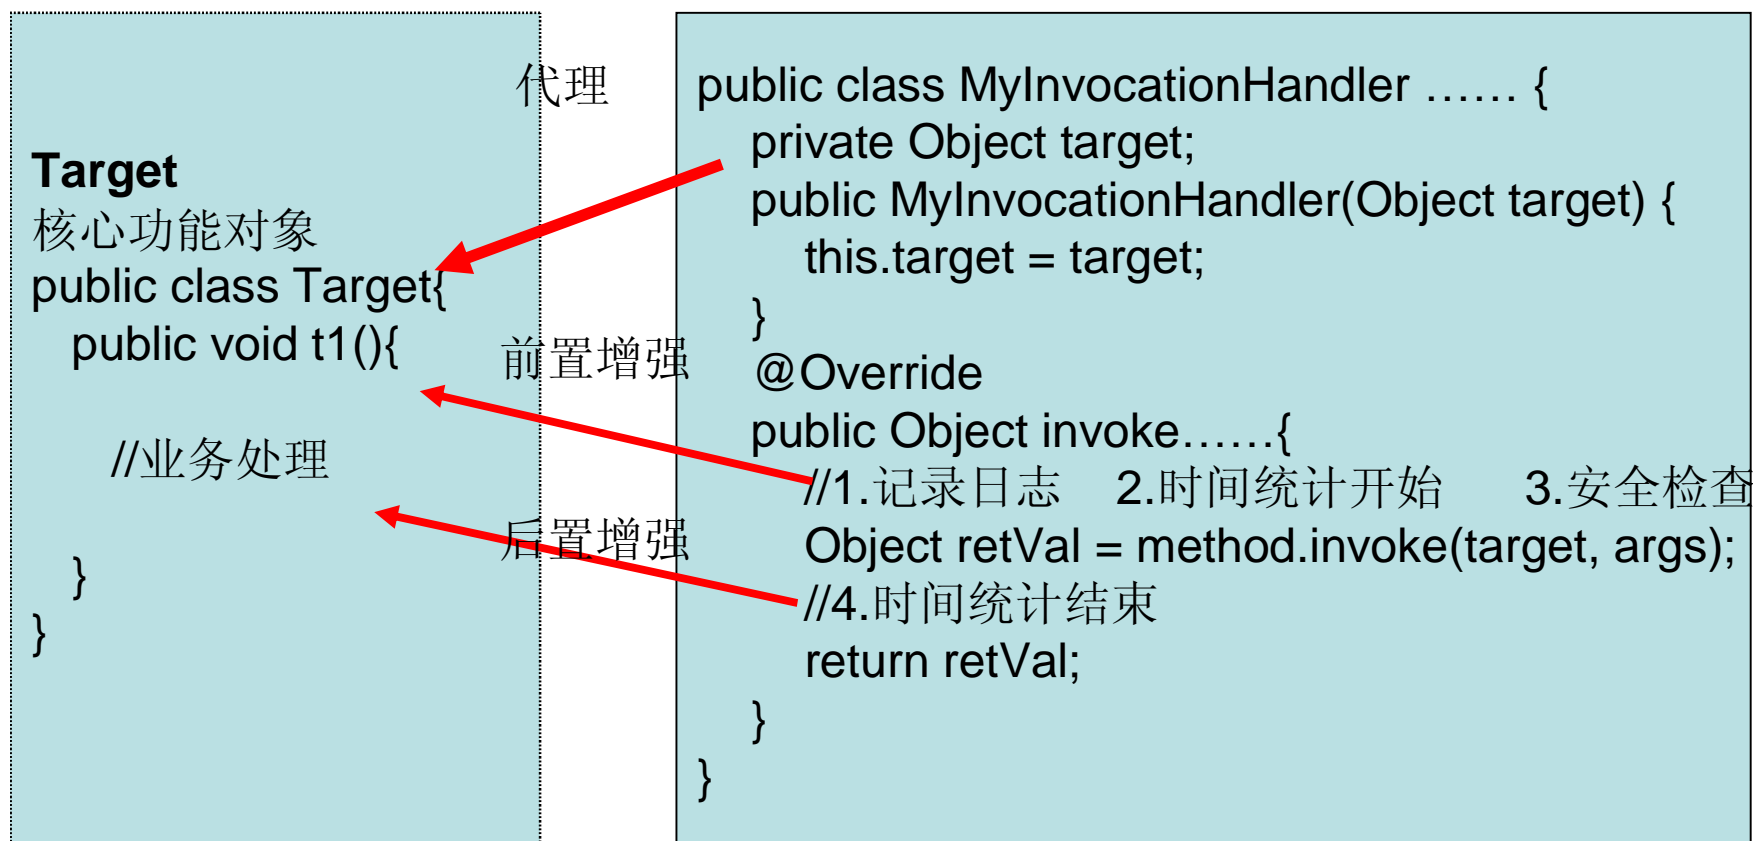 Target
核心功能对象
public class Target{
public void t1(){
//业务处理
}
}
代理
前置增强
后置增强
public class MyInvocationHandler …… {
private Object target;
public MyInvocationHandler(Object target) {
this.target = target;
}
@Override
public Object invoke……{
//1.记录日志 2.时间统计开始 3.安全检查
Object retVal = method.invoke(target, args);
//4.时间统计结束
return retVal;
}
}